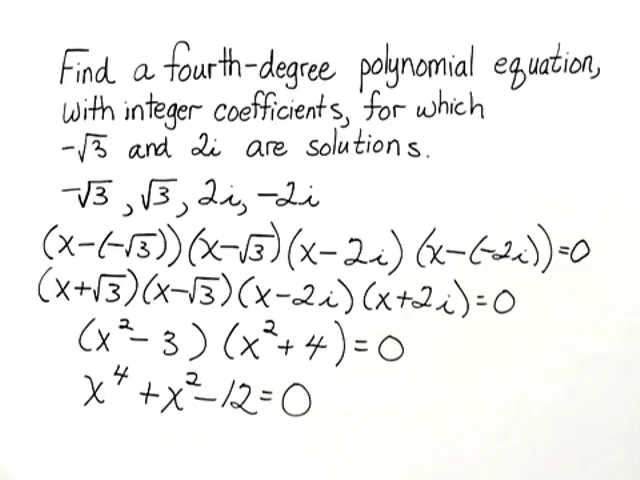 Find a fourth-degree polynomial equation,
with integer coefficients, for which
-√3 and 2i are solutions.
-√3, √3, 2i, -2i
(x-(-√3))(x-√3)(x-2i)(x-(-2i))=0
(x+√3)(x-√3)(x-2i)(x+2i)=0
(x²-3)(x²+4)=0
x⁴+x²-12=0